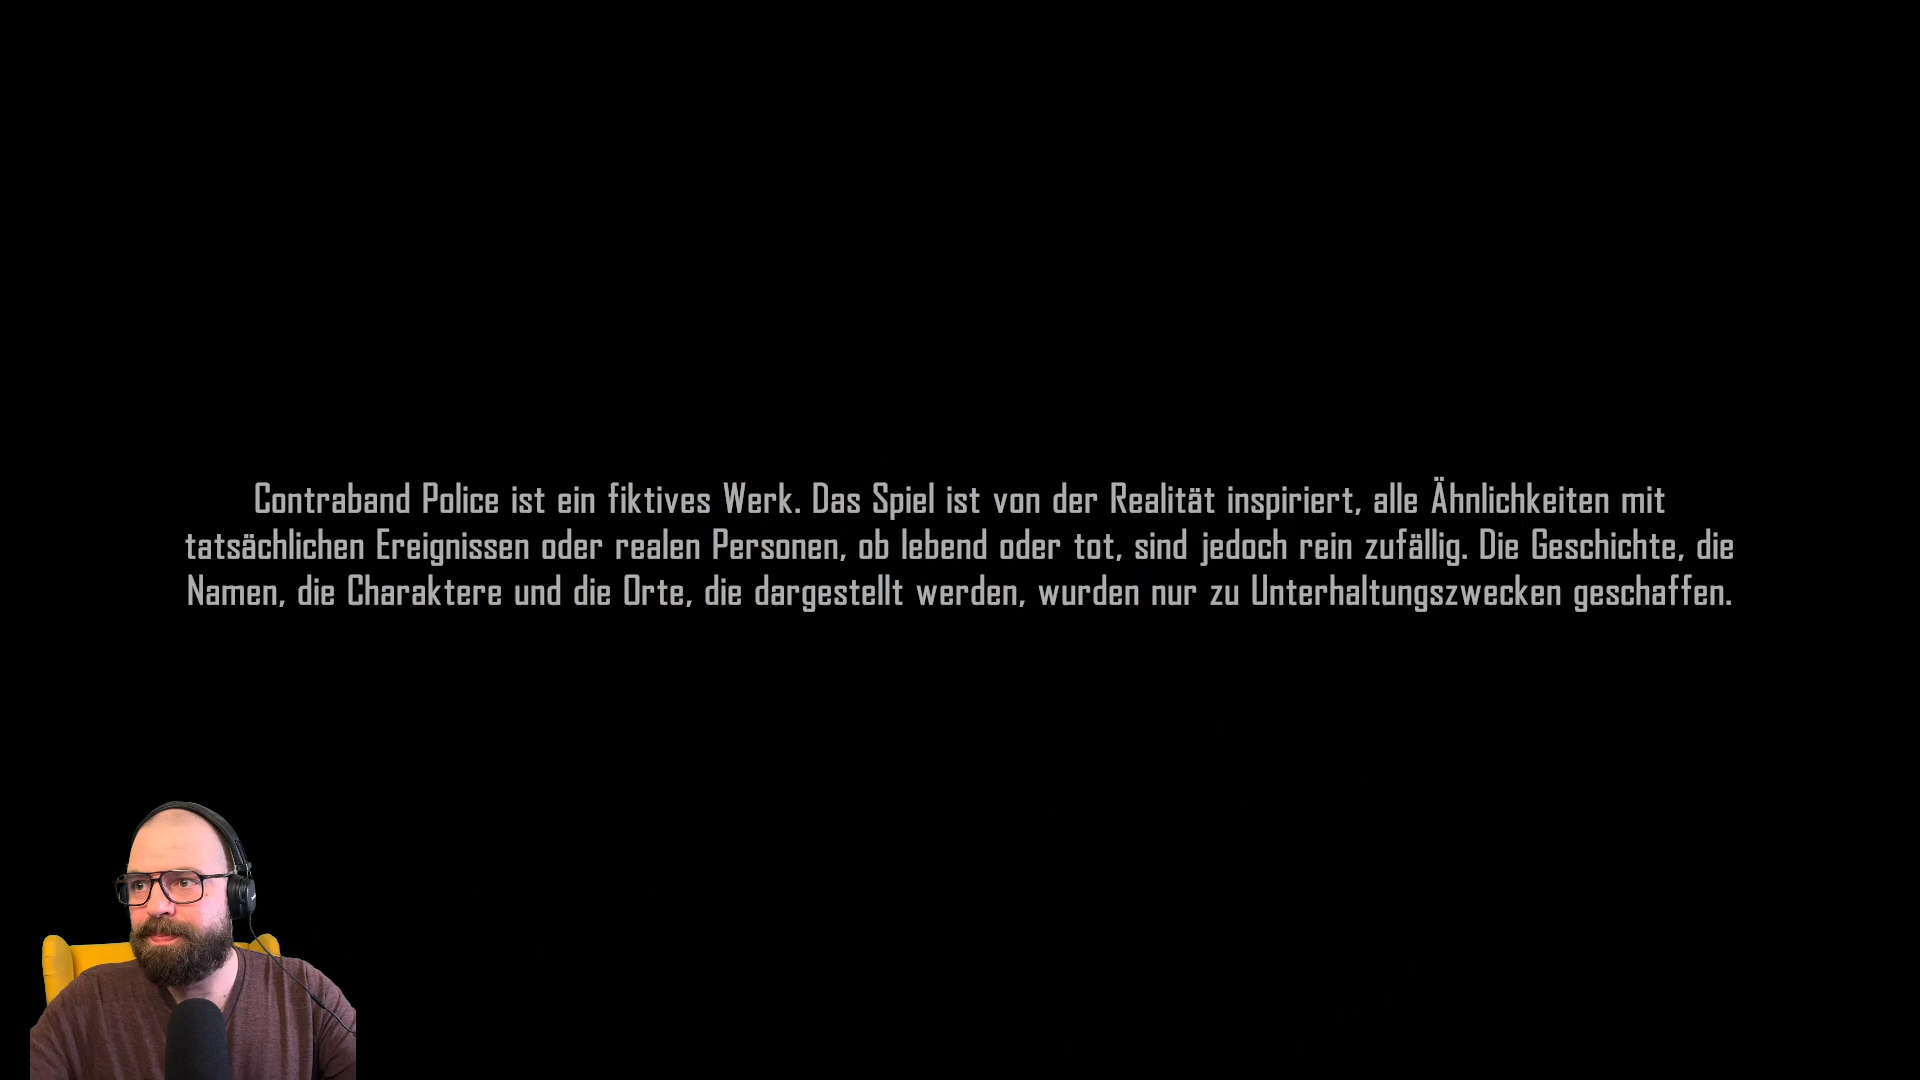 Contraband Police ist ein fiktives Werk. Das Spiel ist von der Realität inspiriert, alle Ähnlichkeiten mit
tatsächlichen Ereignissen oder realen Personen, ob lebend oder tot, sind jedoch rein zufällig. Die Geschichte, die
Namen, die Charaktere und die Orte, die dargestellt werden, wurden nur zu Unterhaltungszwecken geschaffen.